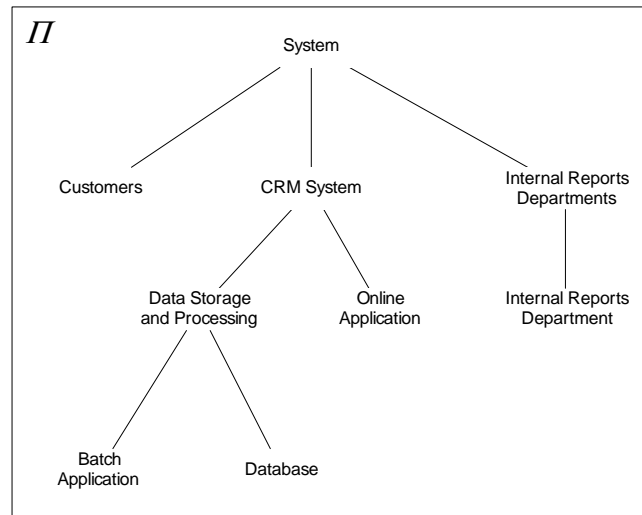 Π
System
Customers
CRM System
Internal Reports
Departments
Data Storage
and Processing
Online
Application
Internal Reports
Department
Batch
Application
Database